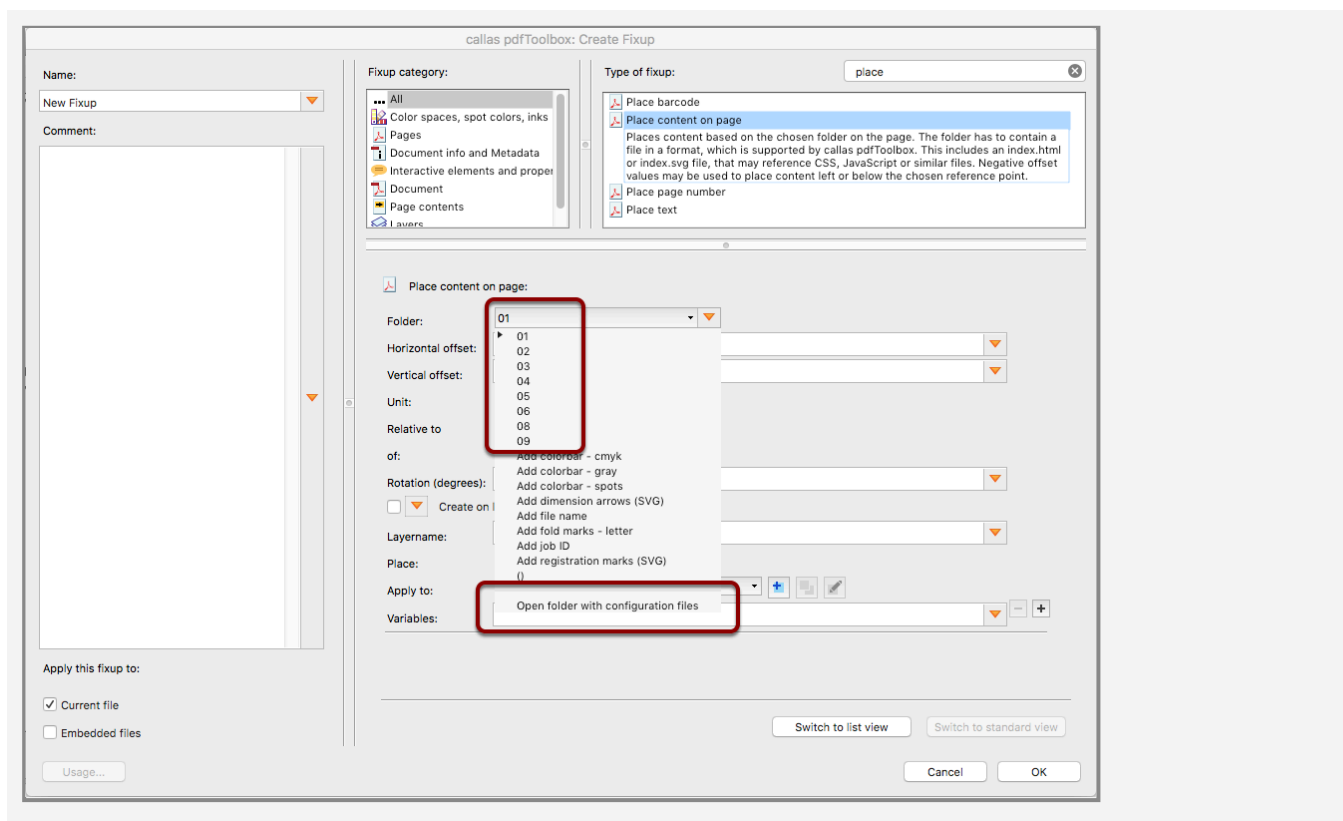 callas pdfToolbox: Create Fixup
Name:
New Fixup
Comment:
Apply this fixup to:
Current file
Embedded files
Usage...
Fixup category:
All
Color spaces, spot colors, inks
Pages
Document info and Metadata
Interactive elements and proper
Document
Page contents
Layers
Type of fixup:
place
Place barcode
Place content on page
Places content based on the chosen folder on the page. The folder has to contain a
file in a format, which is supported by callas pdfToolbox. This includes an index.html
or index.svg file, that may reference CSS, JavaScript or similar files. Negative offset
values may be used to place content left or below the chosen reference point.
Place page number
Place text
Place content on page:
Folder:
01
Horizontal offset:
Vertical offset:
Unit:
Relative to
of:
Rotation (degrees):
Create on l
Layername:
Place:
Apply to:
Variables:
01
02
03
04
05
06
08
09
Add colorbar - cmyk
Add colorbar - gray
Add colorbar - spots
Add dimension arrows (SVG)
Add file name
Add fold marks - letter
Add job ID
Add registration marks (SVG)
()
Open folder with configuration files
Switch to list view
Switch to standard view
Cancel
OK